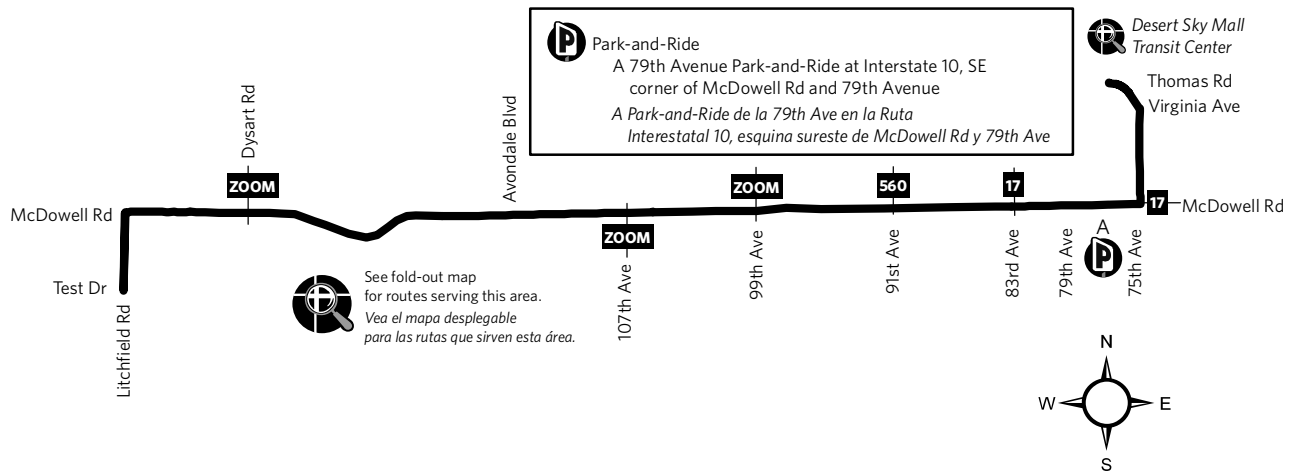 Park-and-Ride
A 79th Avenue Park-and-Ride at Interstate 10, SE
corner of McDowell Rd and 79th Avenue
A Park-and-Ride de la 79th Ave en la Ruta
Interestatal 10, esquina sureste de McDowell Rd y 79th Ave
Desert Sky Mall
Transit Center
Thomas Rd
Virginia Ave
Dysart Rd
Avondale Blvd
ZOOM
ZOOM
560
17
McDowell Rd
17
McDowell Rd
ZOOM
A
P
107th Ave
99th Ave
91st Ave
83rd Ave
79th Ave
75th Ave
Test Dr
Litchfield Rd
See fold-out map
for routes serving this area.
Vea el mapa desplegable
para las rutas que sirven esta área.
N
W
E
S